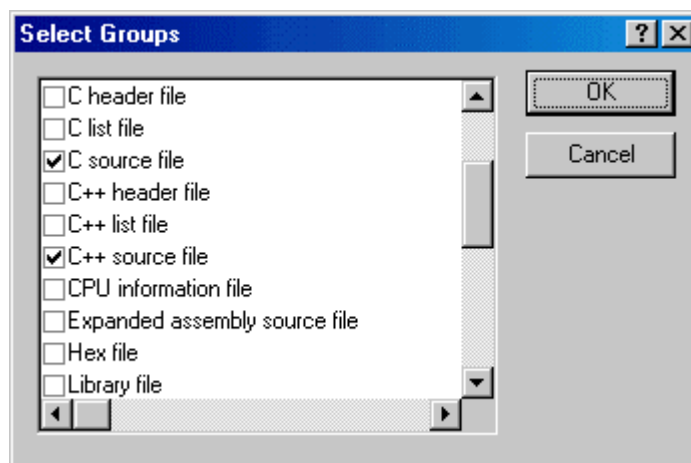 Select Groups
C header file
C list file
C source file
C++ header file
C++ list file
C++ source file
CPU information file
Expanded assembly source file
Hex file
Library file
OK
Cancel